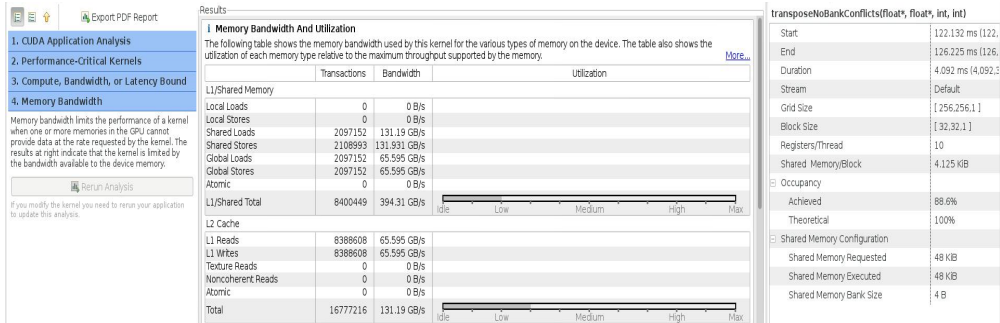 Export PDF Report
1. CUDA Application Analysis
2. Performance-Critical Kernels
3. Compute, Bandwidth, or Latency Bound
4. Memory Bandwidth
Memory bandwidth limits the performance of a kernel
when one or more memories in the GPU cannot
provide data at the rate requested by the kernel. The
results at right indicate that the kernel is limited by
the bandwidth available to the device memory.
Rerun Analysis
If you modify the kernel you need to rerun your application
to update this analysis.
Results
i Memory Bandwidth And Utilization
The following table shows the memory bandwidth used by this kernel for the various types of memory on the device. The table also shows the
utilization of each memory type relative to the maximum throughput supported by the memory. More...
Transactions Bandwidth Utilization
L1/Shared Memory
Local Loads 0 0 B/s
Local Stores 0 0 B/s
Shared Loads 2097152 131.19 GB/s
Shared Stores 2108993 131.931 GB/s
Global Loads 2097152 65.595 GB/s
Global Stores 2097152 65.595 GB/s
Atomic 0 0 B/s
L1/Shared Total 8400449 394.31 GB/s
Idle Low Medium High Max
L2 Cache
L1 Reads 8388608 65.595 GB/s
L1 Writes 8388608 65.595 GB/s
Texture Reads 0 0 B/s
Noncoherent Reads 0 0 B/s
Atomic 0 0 B/s
Total 16777216 131.19 GB/s
Idle Low Medium High Max
transposeNoBankConflicts(float*, float*, int, int)
Start 122.132 ms (122,
End 126.225 ms (126,
Duration 4.092 ms (4,092,3
Stream Default
Grid Size [ 256,256,1 ]
Block Size [ 32,32,1 ]
Registers/Thread 10
Shared Memory/Block 4.125 KiB
Occupancy
Achieved 88.6%
Theoretical 100%
Shared Memory Configuration
Shared Memory Requested 48 KiB
Shared Memory Executed 48 KiB
Shared Memory Bank Size 4 B